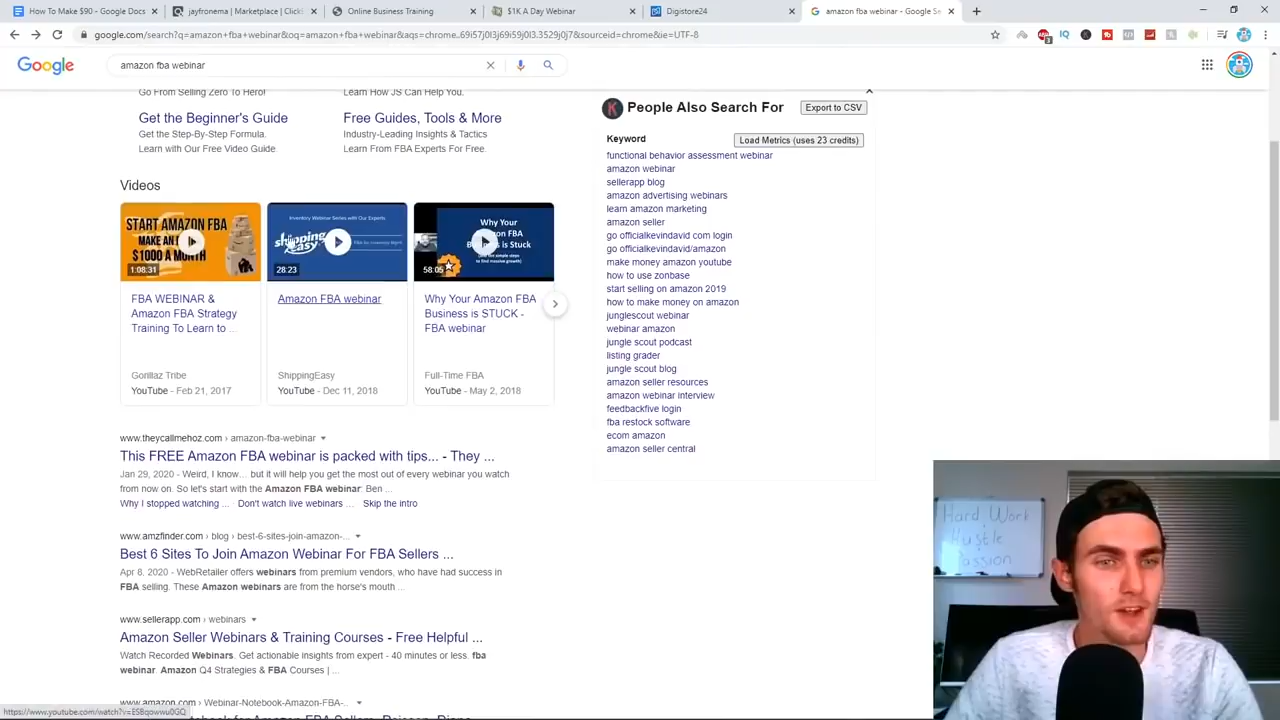 How To Make $90 - Google Docs
jayfronema | Marketplace | Click
Online Business Training
$1K A Day Webinar
Digistore24
amazon fba webinar - Google Se
google.com/search?q=amazon+fba+webinar&oq=amazon+fba+webinar&aqs=chrome..69i57j0l3j69i59j0l3.3529j0j7&sourceid=chrome&ie=UTF-8
Google
amazon fba webinar
Go From Selling Zero To Hero!
Learn How JS Can Help You.
Get the Beginner's Guide
Free Guides, Tools & More
Get the Step-By-Step Formula.
Industry-Leading Insights & Tactics
Learn with Our Free Video Guide.
Learn From FBA Experts For Free.
Videos
START AMAZON FBA
MAKE AN
$1000 A MONTH
1:08:31
FBA WEBINAR &
Amazon FBA Strategy
Training To Learn to ...
Gorillaz Tribe
YouTube - Feb 21, 2017
Inventory Webinar Series with Our Experts
shipping
easy
28:23
Amazon FBA webinar
ShippingEasy
YouTube - Dec 11, 2018
Why Your
Amazon FBA
Business is Stuck
58:05
Why Your Amazon FBA
Business is STUCK -
FBA webinar
Full-Time FBA
YouTube - May 2, 2018
www.theycallmehoz.com › amazon-fba-webinar
This FREE Amazon FBA webinar is packed with tips... - They ...
Jan 29, 2020 - Weird, I know... but it will help you get the most out of every webinar you watch
from now on. So let's start with the Amazon FBA webinar: Ben ...
Why I stopped watching ... Don't watch live webinars ... Skip the intro
www.amzfinder.com › blog › best-6-sites-join-amazon-...
Best 6 Sites To Join Amazon Webinar For FBA Sellers ...
Apr 8, 2020 - WebRetailer offers webinars from premium vendors, who have had success in
FBA selling. These Amazon webinars are from the horse's mouth ...
www.sellerapp.com › webinars
Amazon Seller Webinars & Training Courses - Free Helpful ...
Watch Recorded Webinars. Get actionable insights from expert - 40 minutes or less. fba
webinar. Amazon Q4 Strategies & FBA Courses | ...
www.amazon.com › Webinar-Notebook-Amazon-FBA-...
People Also Search For
Export to CSV
Keyword
Load Metrics (uses 23 credits)
functional behavior assessment webinar
amazon webinar
sellerapp blog
amazon advertising webinars
learn amazon marketing
amazon seller
go officialkevindavid com login
go officialkevindavid/amazon
make money amazon youtube
how to use zonbase
start selling on amazon 2019
how to make money on amazon
junglescout webinar
webinar amazon
jungle scout podcast
listing grader
jungle scout blog
amazon seller resources
amazon webinar interview
feedbackfive login
fba restock software
ecom amazon
amazon seller central
Hard Work